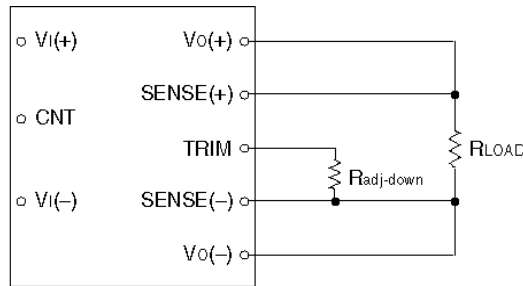 VI(+)
VO(+)
SENSE(+)
CNT
TRIM
RLOAD
Radj-down
VI(–)
SENSE(–)
VO(–)